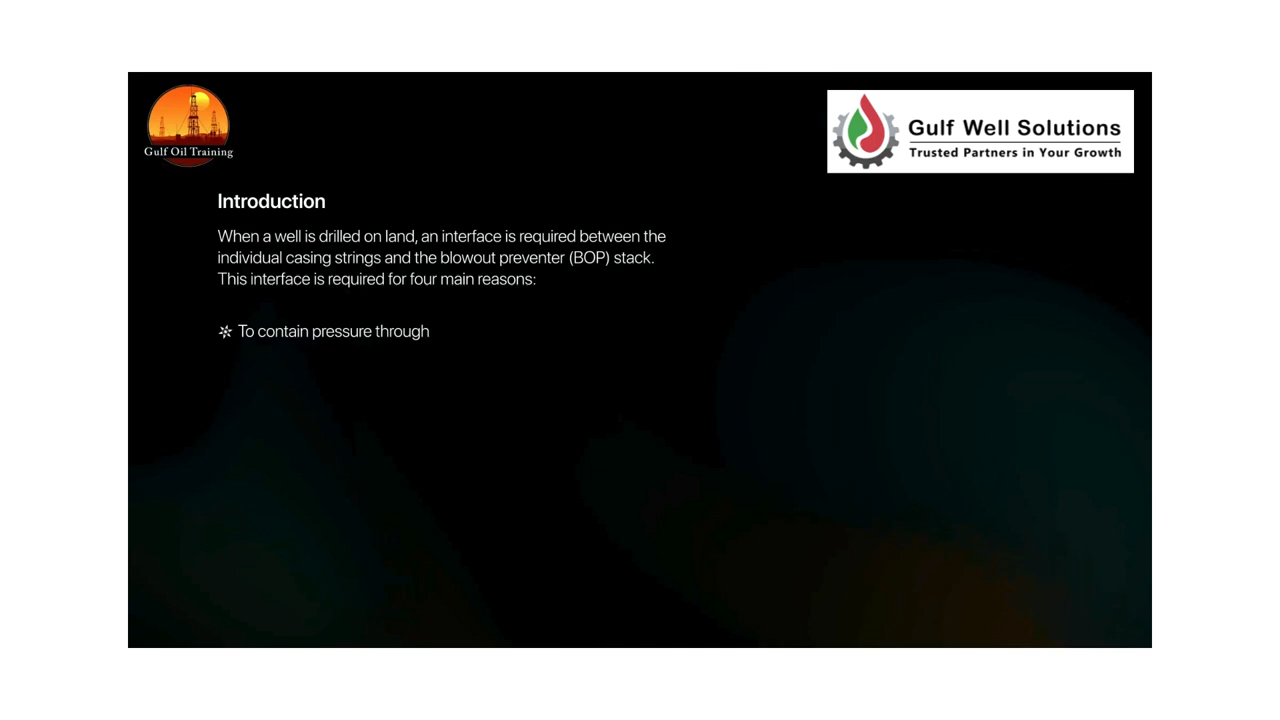 Gulf Oil Training
Gulf Well Solutions
Trusted Partners in Your Growth
Introduction
When a well is drilled on land, an interface is required between the
individual casing strings and the blowout preventer (BOP) stack.
This interface is required for four main reasons:
To contain pressure through